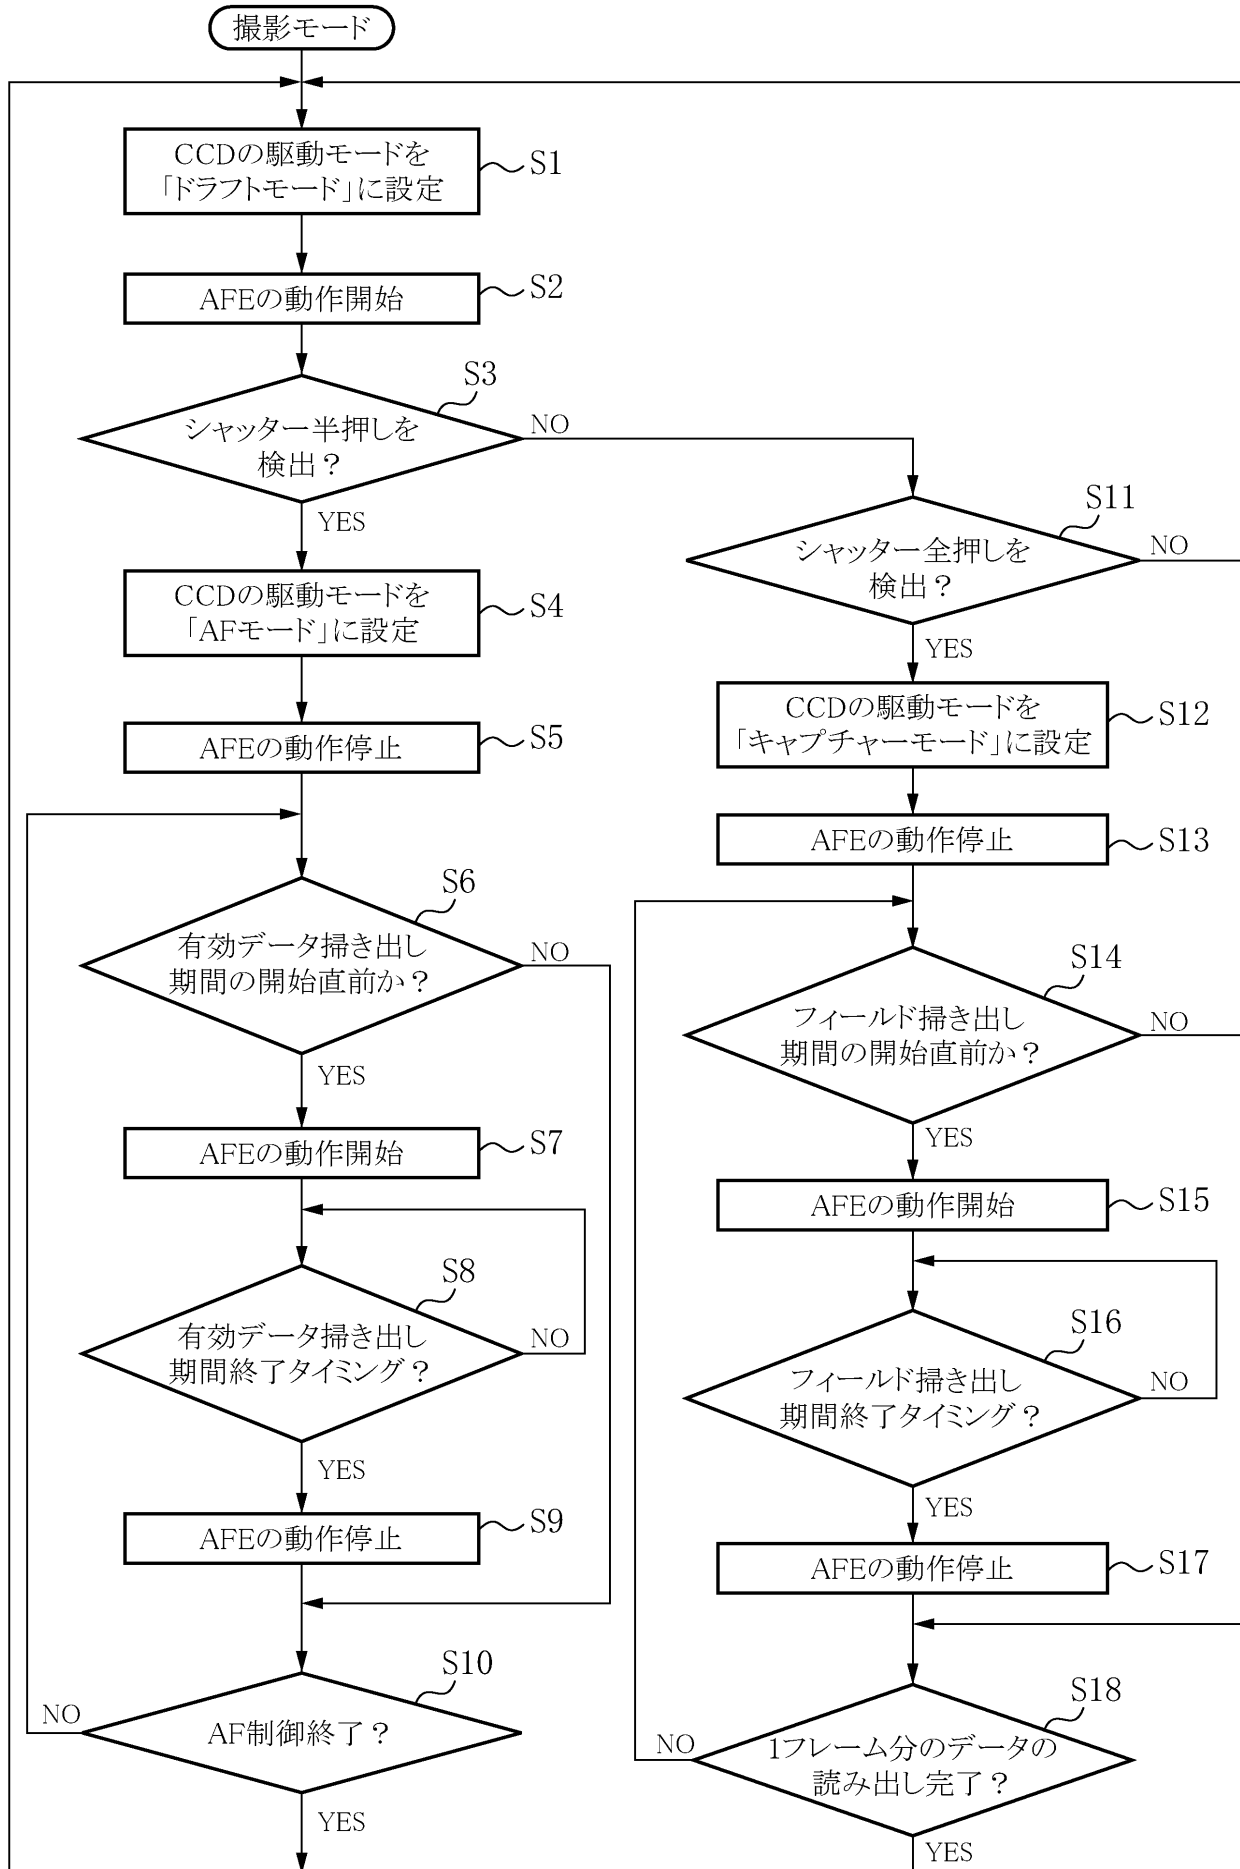 撮影モード
CCDの駆動モードを
「ドラフトモード」に設定
S1
AFEの動作開始
S2
シャッター半押しを
検出？
S3
NO
YES
CCDの駆動モードを
「AFモード」に設定
S4
AFEの動作停止
S5
有効データ掃き出し
期間の開始直前か？
S6
NO
YES
AFEの動作開始
S7
有効データ掃き出し
期間終了タイミング？
S8
NO
YES
AFEの動作停止
S9
AF制御終了？
S10
NO
YES
シャッター全押しを
検出？
S11
NO
YES
CCDの駆動モードを
「キャプチャーモード」に設定
S12
AFEの動作停止
S13
フィールド掃き出し
期間の開始直前か？
S14
NO
YES
AFEの動作開始
S15
フィールド掃き出し
期間終了タイミング？
S16
NO
YES
AFEの動作停止
S17
1フレーム分のデータの
読み出し完了？
S18
NO
YES